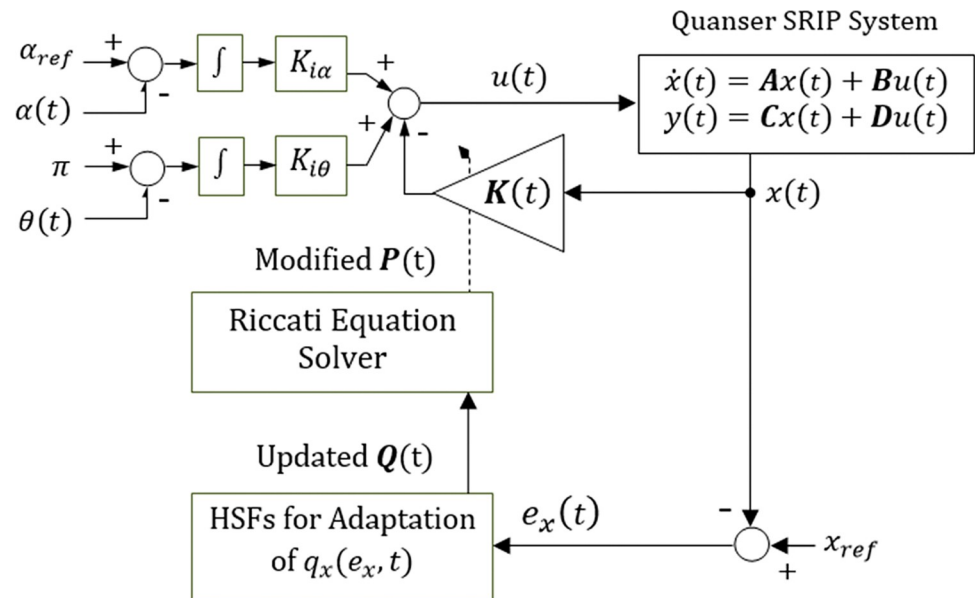 Quanser SRIP System
α_ref
+
-
α(t)
∫
K_iα
+
u(t)
ẋ(t) = Ax(t) + Bu(t)
y(t) = Cx(t) + Du(t)
π
+
-
θ(t)
∫
K_iθ
+
-
K(t)
x(t)
Modified P(t)
Riccati Equation
Solver
Updated Q(t)
HSFs for Adaptation
of q_x(e_x, t)
e_x(t)
-
x_ref
+